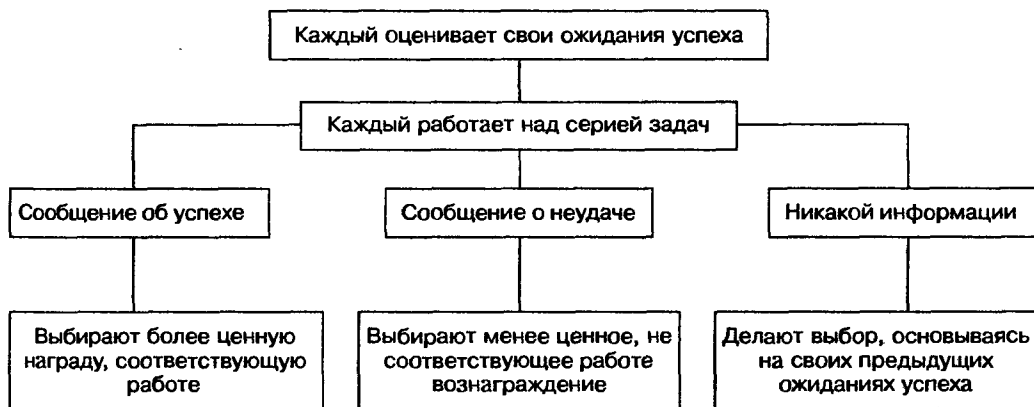 Каждый оценивает свои ожидания успеха
Каждый работает над серией задач
Сообщение об успехе
Сообщение о неудаче
Никакой информации
Выбирают более ценную
награду, соответствующую
работе
Выбирают менее ценное, не
соответствующее работе
вознаграждение
Делают выбор, основываясь
на своих предыдущих
ожиданиях успеха